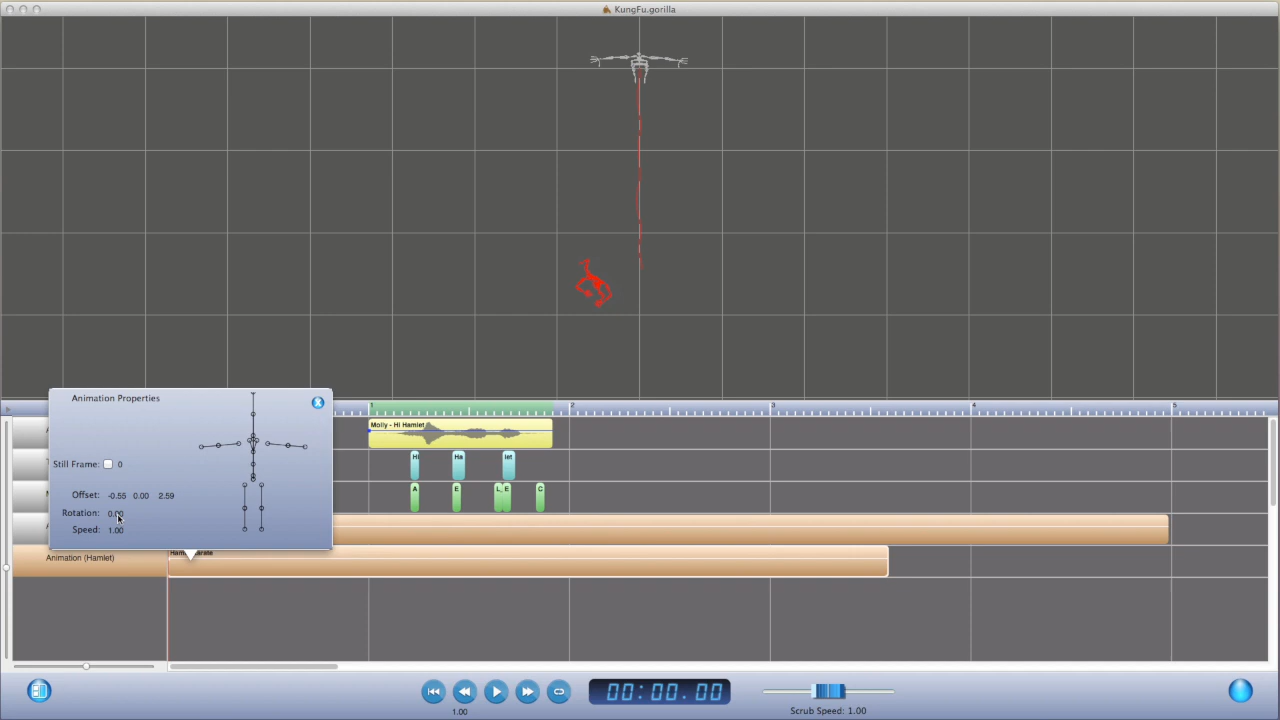 KungFu.gorilla
Animation Properties
Still Frame: 0
Offset: -0.55 0.00 2.59
Rotation: 0.00
Speed: 1.00
1 2 3 4 5
Molly - Hi Hamlet
Hi Ha let
A E L E C
Animation (Hamlet)
00:00.00
1.00
Scrub Speed: 1.00